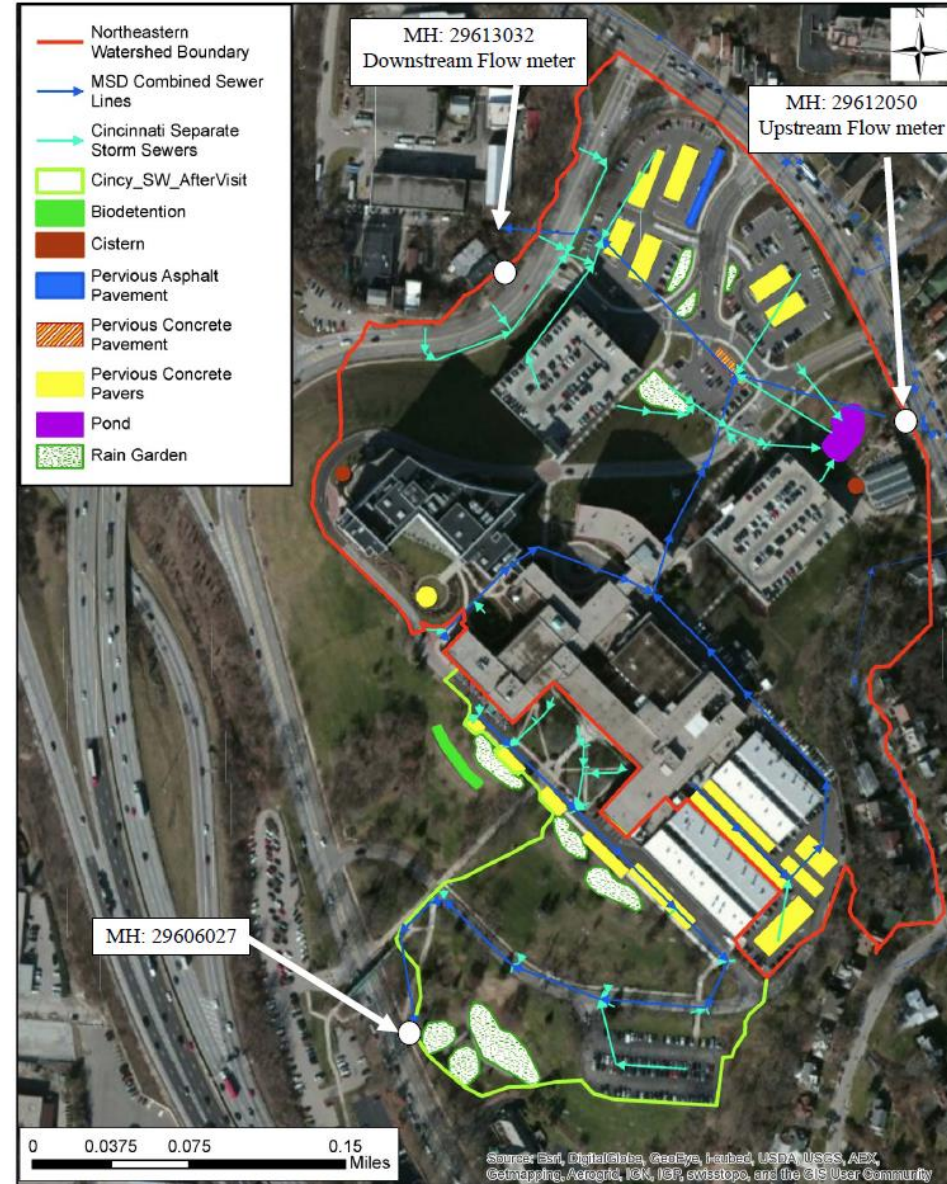 Northeastern
Watershed Boundary
MSD Combined Sewer
Lines
Cincinnati Separate
Storm Sewers
Cincy_SW_AfterVisit
Biodetention
Cistern
Pervious Asphalt
Pavement
Pervious Concrete
Pavement
Pervious Concrete
Pavers
Pond
Rain Garden
MH: 29613032
Downstream Flow meter
N
MH: 29612050
Upstream Flow meter
MH: 29606027
0 0.0375 0.075 0.15
Miles
Source: Esri, DigitalGlobe, GeoEye, i-cubed, USDA, USGS, AEX,
Getmapping, Aerogrid, IGN, IGP, swisstopo, and the GIS User Community